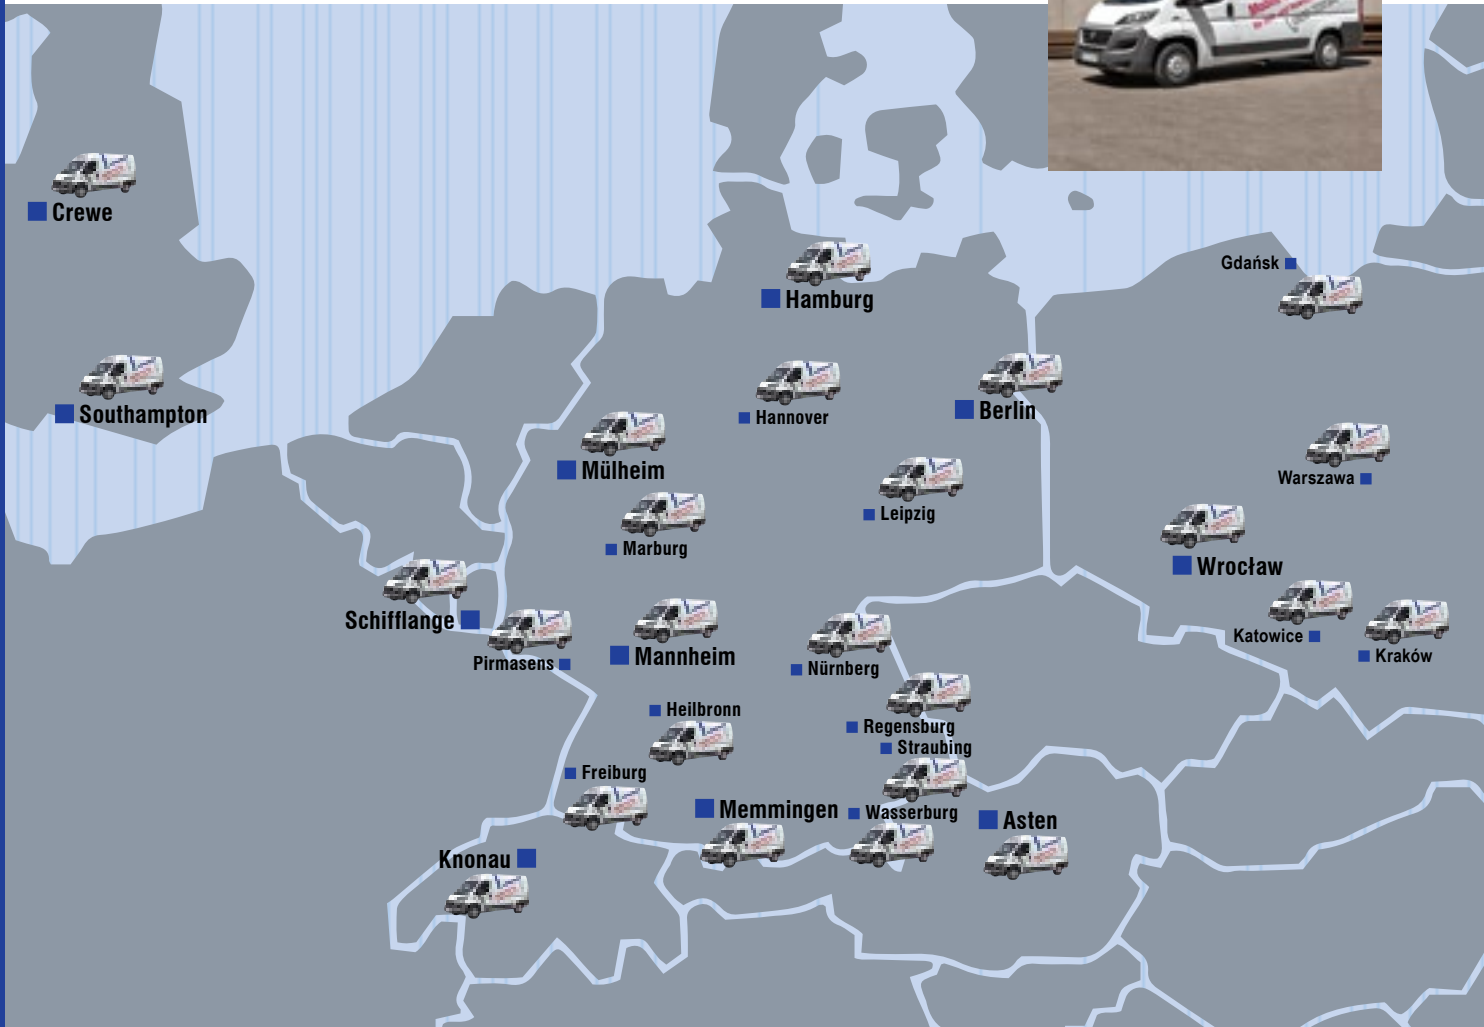 Crewe
Gdańsk
Hamburg
Southampton
Hannover
Berlin
Mülheim
Warszawa
Leipzig
Marburg
Wrocław
Schifflange
Katowice
Kraków
Pirmasens
Mannheim
Nürnberg
Heilbronn
Regensburg
Straubing
Freiburg
Memmingen
Wasserburg
Asten
Knonau